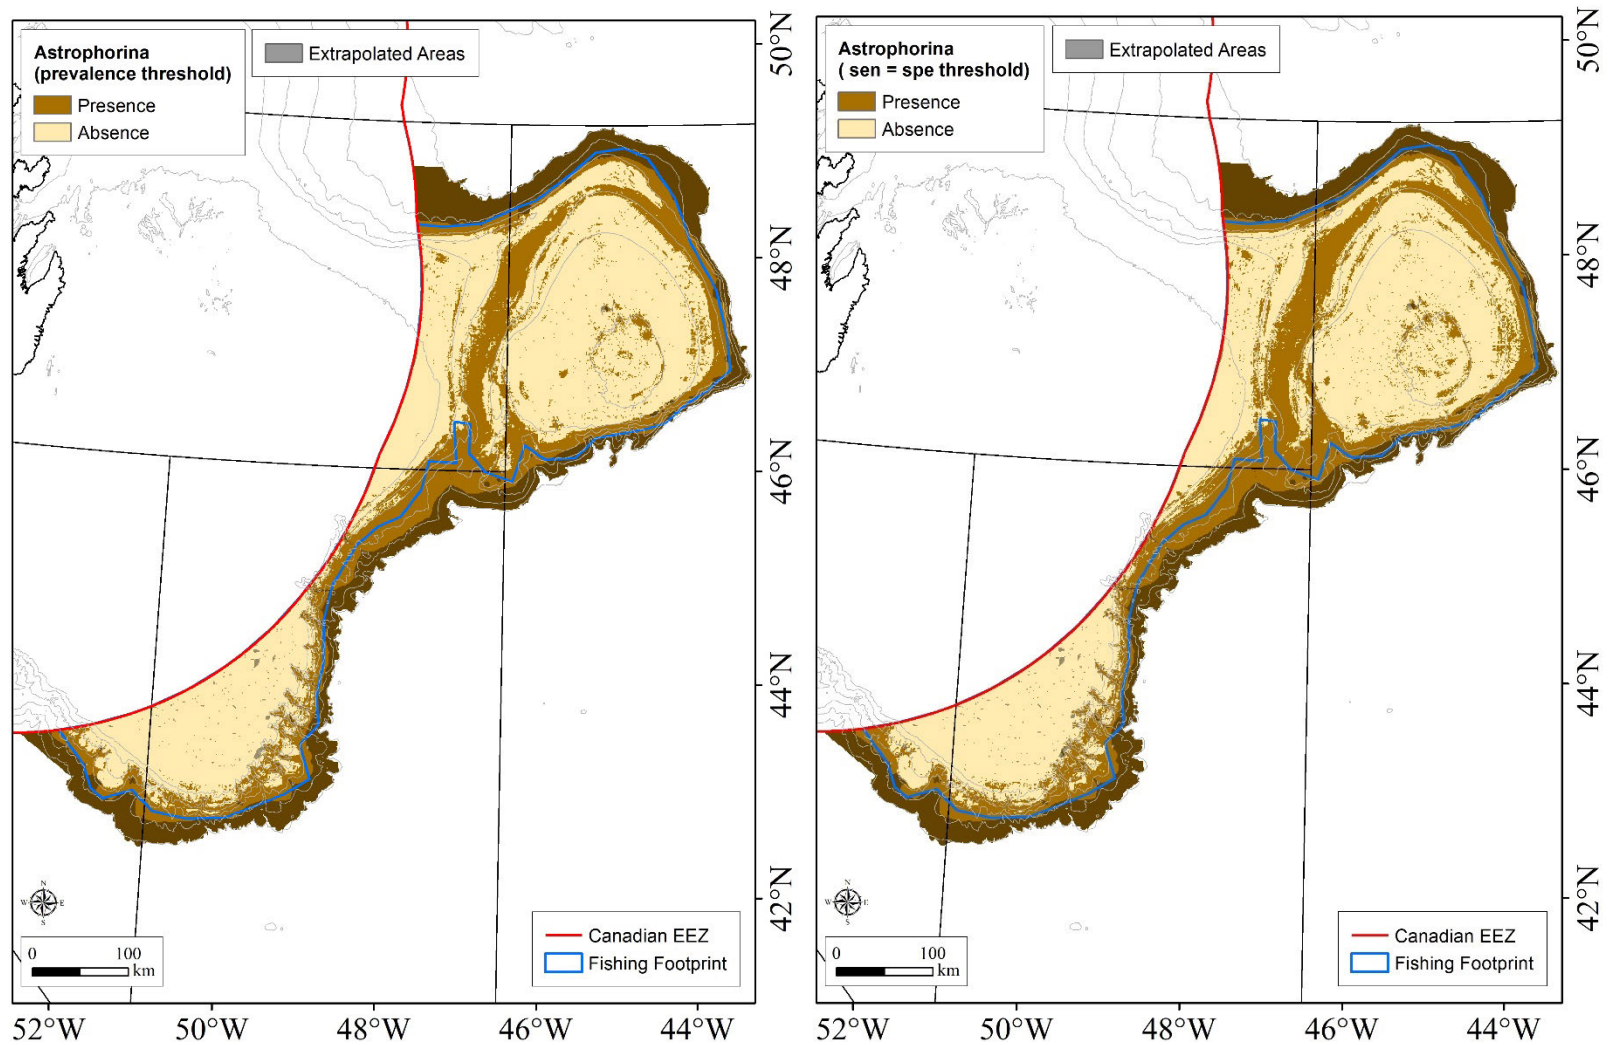 Astrophorina
(prevalence threshold)
Presence
Absence
Extrapolated Areas
50°N
48°N
46°N
44°N
42°N
N
W E
S
0 100
km
Canadian EEZ
Fishing Footprint
52°W 50°W 48°W 46°W 44°W
Astrophorina
( sen = spe threshold)
Presence
Absence
Extrapolated Areas
50°N
48°N
46°N
44°N
42°N
N
W E
S
0 100
km
Canadian EEZ
Fishing Footprint
52°W 50°W 48°W 46°W 44°W